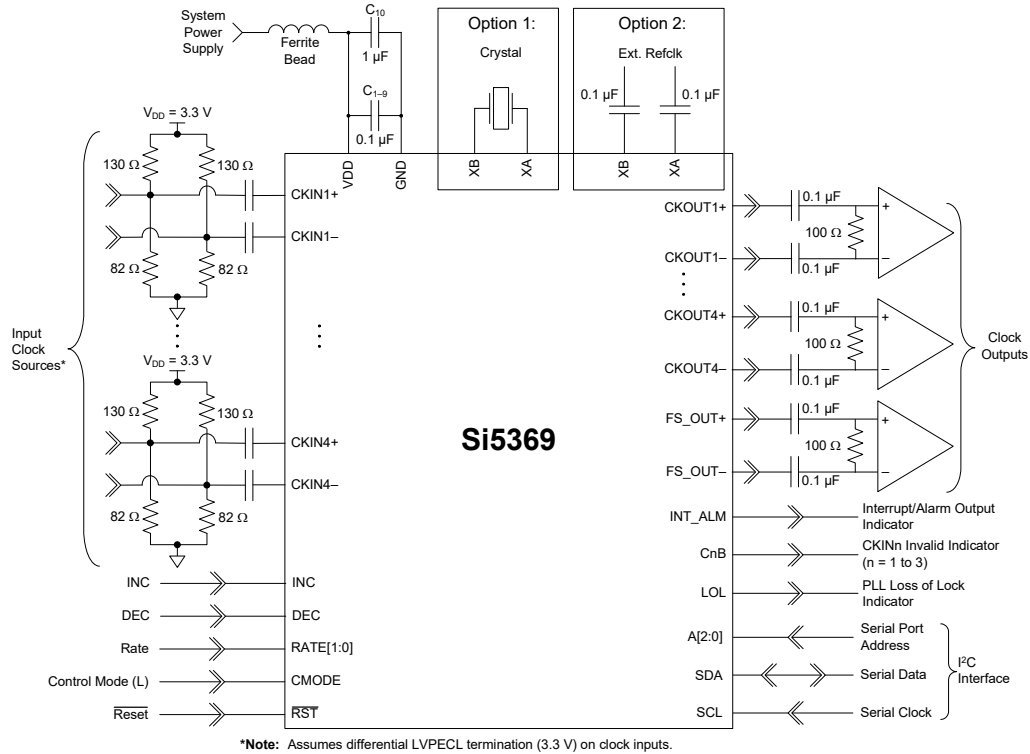 System
Power
Supply
Ferrite
Bead
C10
1 µF
C1–9
0.1 µF
Option 1:
Crystal
XB
XA
Option 2:
Ext. Refclk
0.1 µF
0.1 µF
XB
XA
VDD
GND
VDD = 3.3 V
130 Ω
130 Ω
CKIN1+
CKIN1–
82 Ω
82 Ω
Input
Clock
Sources*
VDD = 3.3 V
130 Ω
130 Ω
CKIN4+
CKIN4–
82 Ω
82 Ω
INC
INC
DEC
DEC
Rate
RATE[1:0]
Control Mode (L)
CMODE
Reset
RST
Si5369
CKOUT1+
0.1 µF
+
100 Ω
CKOUT1–
–
0.1 µF
CKOUT4+
0.1 µF
+
100 Ω
CKOUT4–
–
0.1 µF
FS_OUT+
0.1 µF
+
100 Ω
FS_OUT–
–
0.1 µF
Clock
Outputs
INT_ALM
Interrupt/Alarm Output
Indicator
CnB
CKINn Invalid Indicator
(n = 1 to 3)
LOL
PLL Loss of Lock
Indicator
A[2:0]
Serial Port
Address
SDA
Serial Data
SCL
Serial Clock
I²C
Interface
*Note: Assumes differential LVPECL termination (3.3 V) on clock inputs.